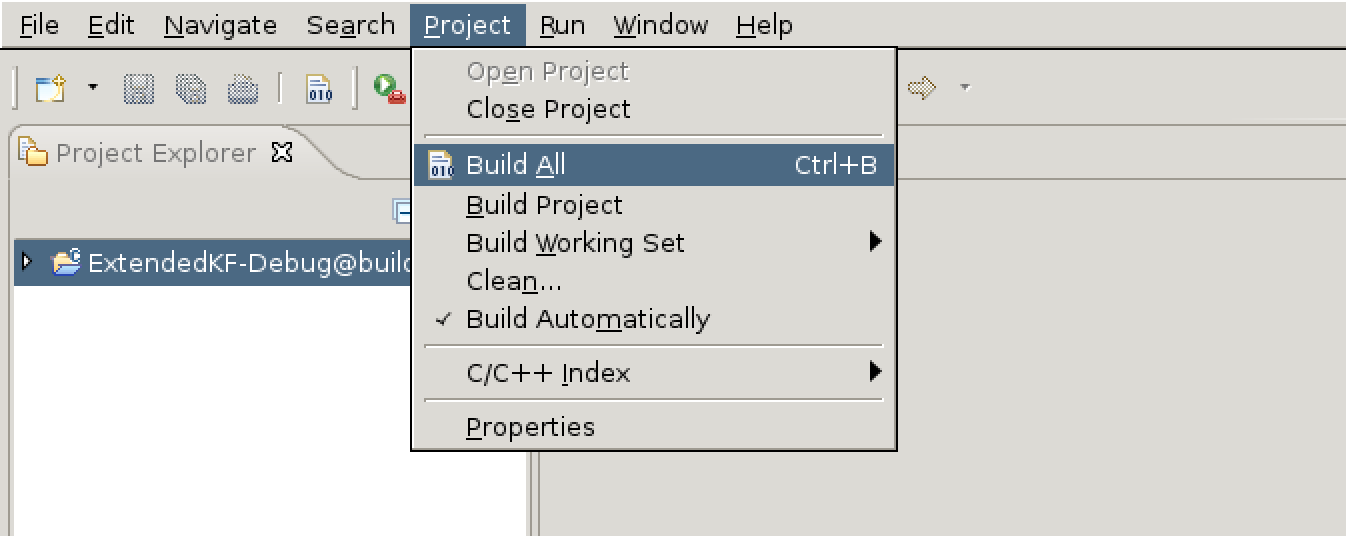 File Edit Navigate Search Project Run Window Help
Open Project
Close Project
Project Explorer
Build All Ctrl+B
Build Project
Build Working Set
ExtendedKF-Debug@build
Clean...
Build Automatically
C/C++ Index
Properties